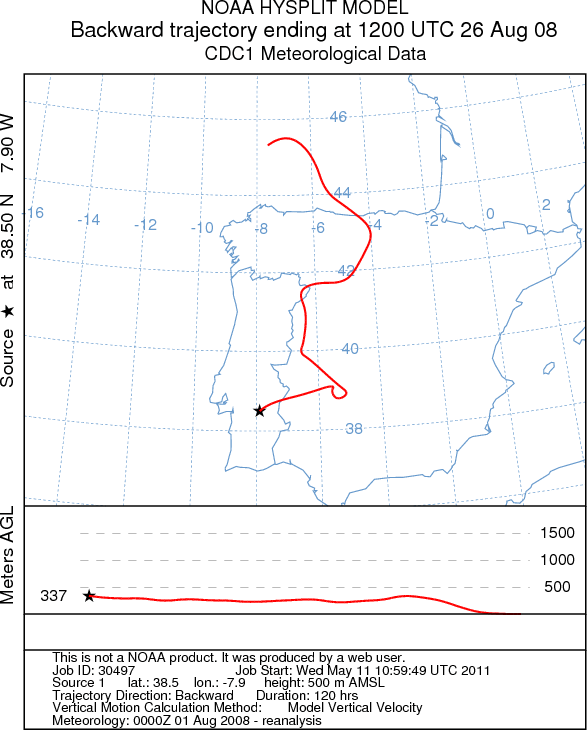 NOAA HYSPLIT MODEL
Backward trajectory ending at 1200 UTC 26 Aug 08
CDC1 Meteorological Data
Source ★ at 38.50 N 7.90 W
46
44
-16 -14 -12 -10 -8 -6 -4 -2 0 2
42
40
38
Meters AGL
1500
1000
500
337
This is not a NOAA product. It was produced by a web user.
Job ID: 30497 Job Start: Wed May 11 10:59:49 UTC 2011
Source 1 lat.: 38.5 lon.: -7.9 height: 500 m AMSL
Trajectory Direction: Backward Duration: 120 hrs
Vertical Motion Calculation Method: Model Vertical Velocity
Meteorology: 0000Z 01 Aug 2008 - reanalysis